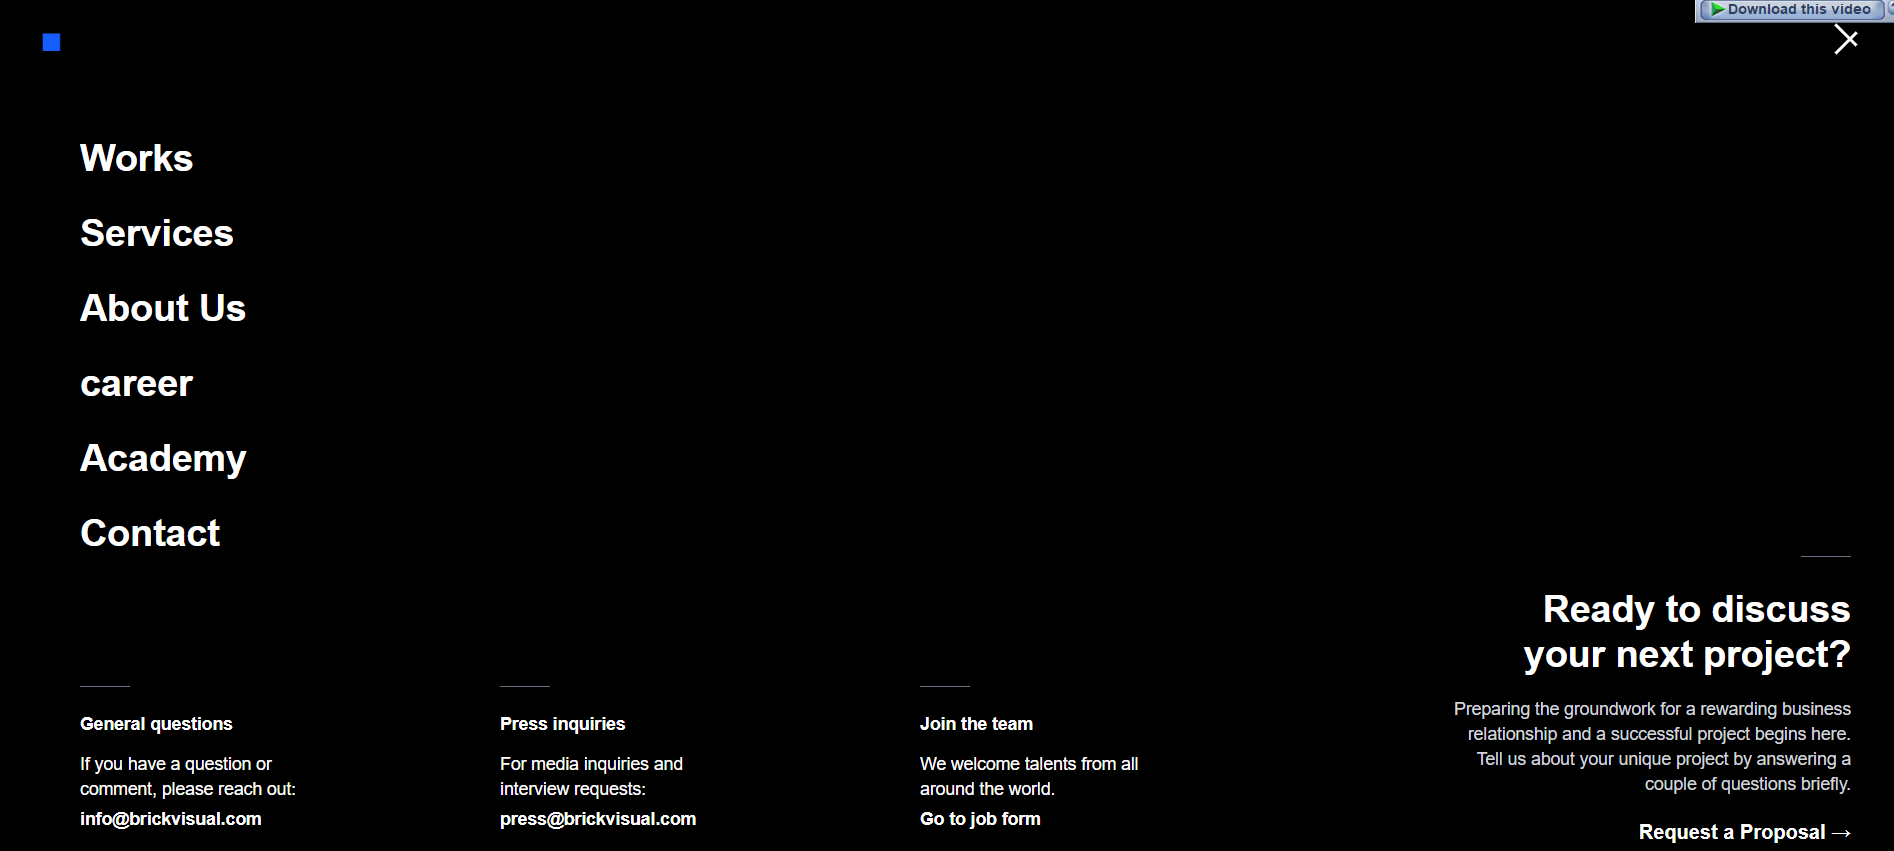 Download this video
Works
Services
About Us
career
Academy
Contact
Ready to discuss
your next project?
Preparing the groundwork for a rewarding business
relationship and a successful project begins here.
Tell us about your unique project by answering a
couple of questions briefly.
Request a Proposal →
General questions
If you have a question or
comment, please reach out:
info@brickvisual.com
Press inquiries
For media inquiries and
interview requests:
press@brickvisual.com
Join the team
We welcome talents from all
around the world.
Go to job form